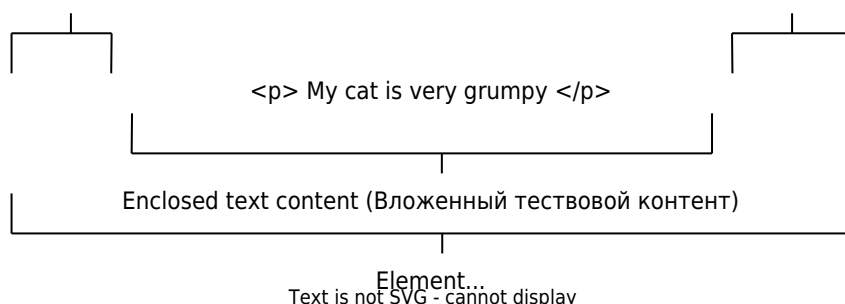 <p> My cat is very grumpy </p>
Enclosed text content (Вложенный тествовой контент)
Element...
Text is not SVG - cannot display